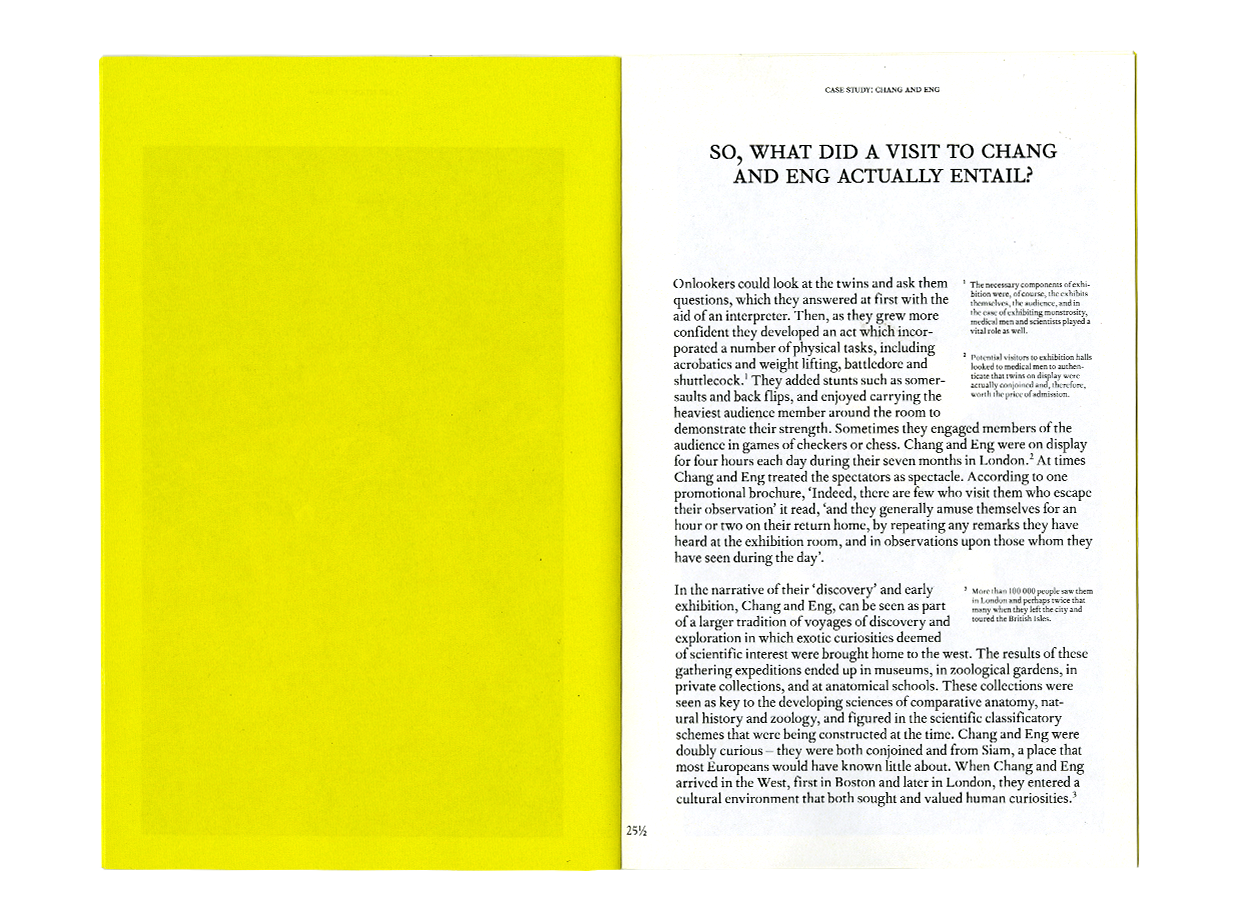 CASE STUDY: CHANG AND ENG
SO, WHAT DID A VISIT TO CHANG
AND ENG ACTUALLY ENTAIL?
Onlookers could look at the twins and ask them
questions, which they answered at first with the
aid of an interpreter. Then, as they grew more
confident they developed an act which incor-
porated a number of physical tasks, including
acrobatics and weight lifting, battledore and
shuttlecock.¹ They added stunts such as somer-
saults and back flips, and enjoyed carrying the
heaviest audience member around the room to
demonstrate their strength. Sometimes they engaged members of the
audience in games of checkers or chess. Chang and Eng were on display
for four hours each day during their seven months in London.² At times
Chang and Eng treated the spectators as spectacle. According to one
promotional brochure, ‘Indeed, there are few who visit them who escape
their observation’ it read, ‘and they generally amuse themselves for an
hour or two on their return home, by repeating any remarks they have
heard at the exhibition room, and in observations upon those whom they
have seen during the day’.
¹ The necessary components of exhi-
bition were, of course, the exhibits
themselves, the audience, and in
the case of exhibiting monstrosity,
medical men and scientists played a
vital role as well.
² Potential visitors to exhibition halls
looked to medical men to authen-
ticate that twins on display were
actually conjoined and, therefore,
worth the price of admission.
In the narrative of their ‘discovery’ and early
exhibition, Chang and Eng, can be seen as part
of a larger tradition of voyages of discovery and
exploration in which exotic curiosities deemed
of scientific interest were brought home to the west. The results of these
gathering expeditions ended up in museums, in zoological gardens, in
private collections, and at anatomical schools. These collections were
seen as key to the developing sciences of comparative anatomy, nat-
ural history and zoology, and figured in the scientific classificatory
schemes that were being constructed at the time. Chang and Eng were
doubly curious – they were both conjoined and from Siam, a place that
most Europeans would have known little about. When Chang and Eng
arrived in the West, first in Boston and later in London, they entered a
cultural environment that both sought and valued human curiosities.³
³ More than 100 000 people saw them
in London and perhaps twice that
many when they left the city and
toured the British Isles.
25½